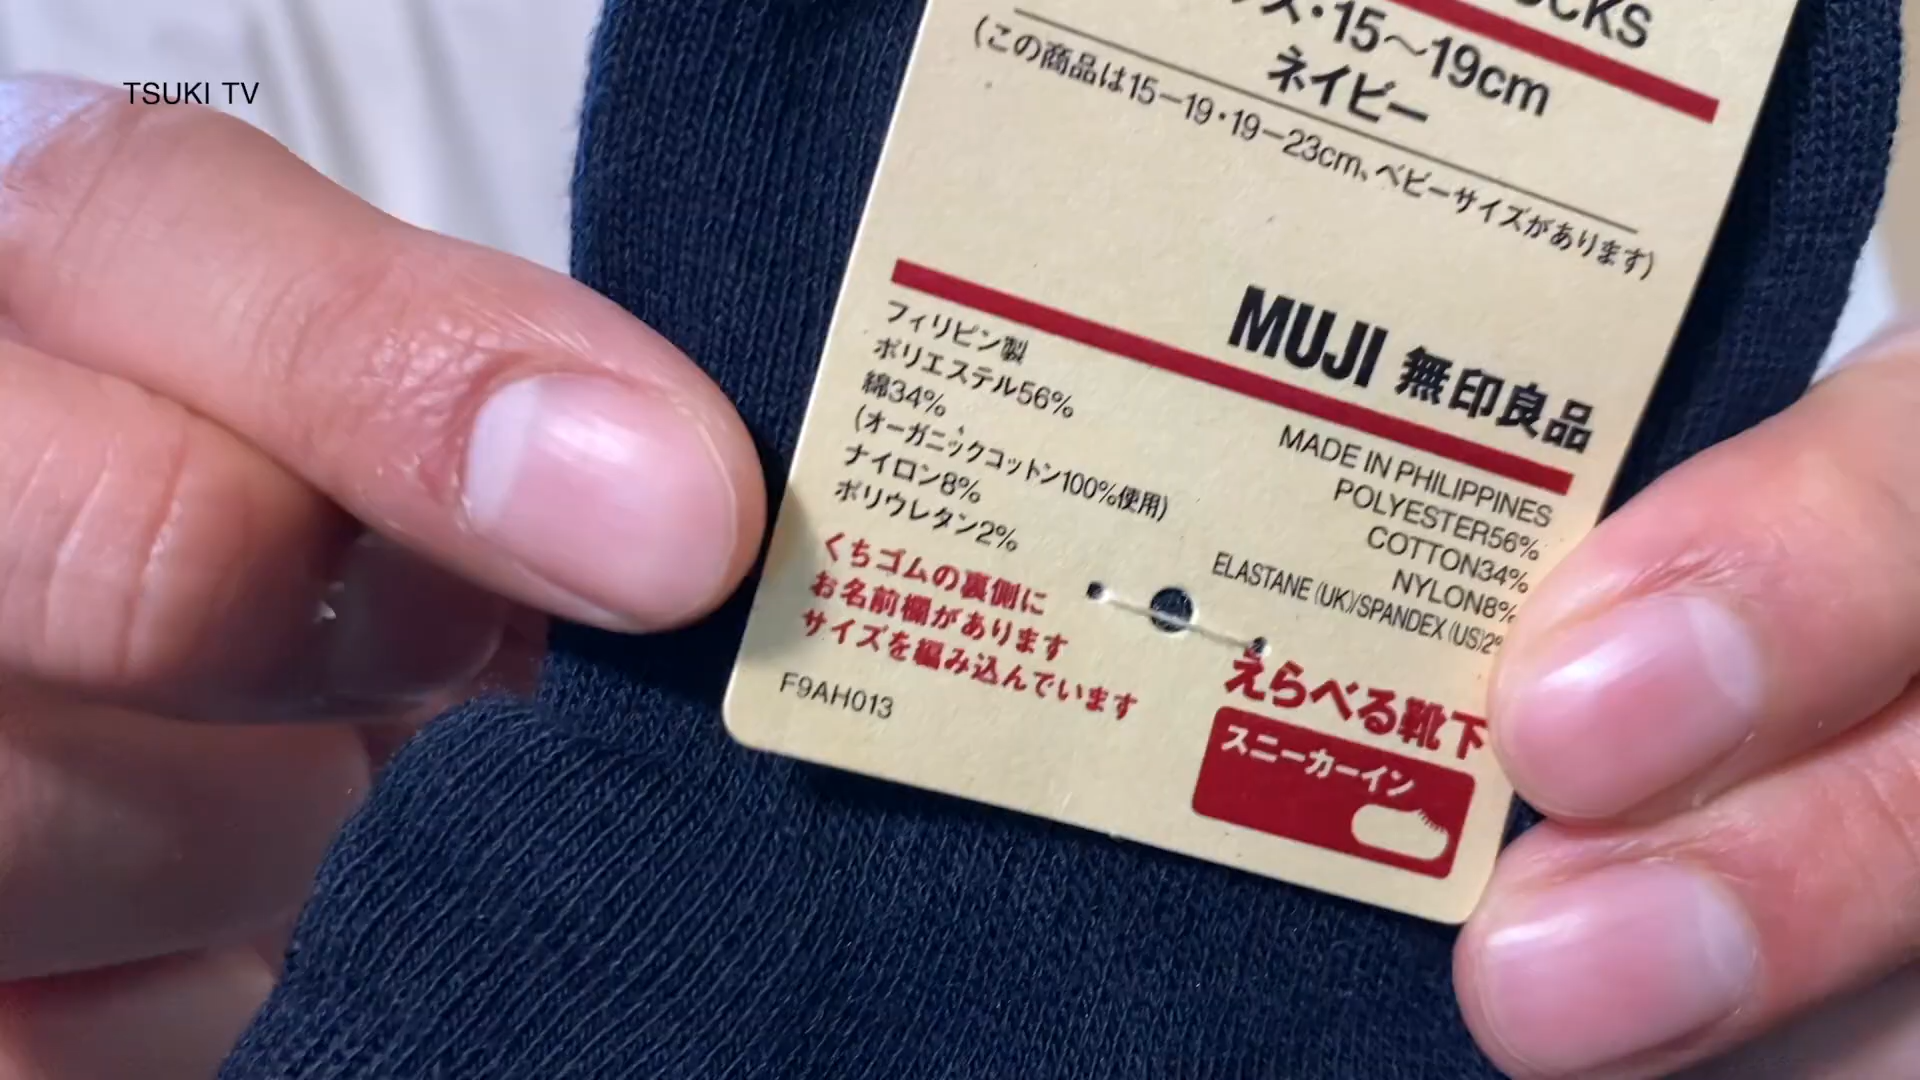 TSUKI TV
CKS
ス・15～19cm
ネイビー
(この商品は15−19・19−23cm、ベビーサイズがあります)
MUJI 無印良品
フィリピン製
ポリエステル56%
綿34%
(オーガニックコットン100%使用)
ナイロン8%
ポリウレタン2%
くちゴムの裏側に
お名前欄があります
サイズを編み込んでいます
F9AH013
MADE IN PHILIPPINES
POLYESTER56%
COTTON34%
NYLON8%
ELASTANE (UK)/SPANDEX (US)2%
えらべる靴下
スニーカーイン